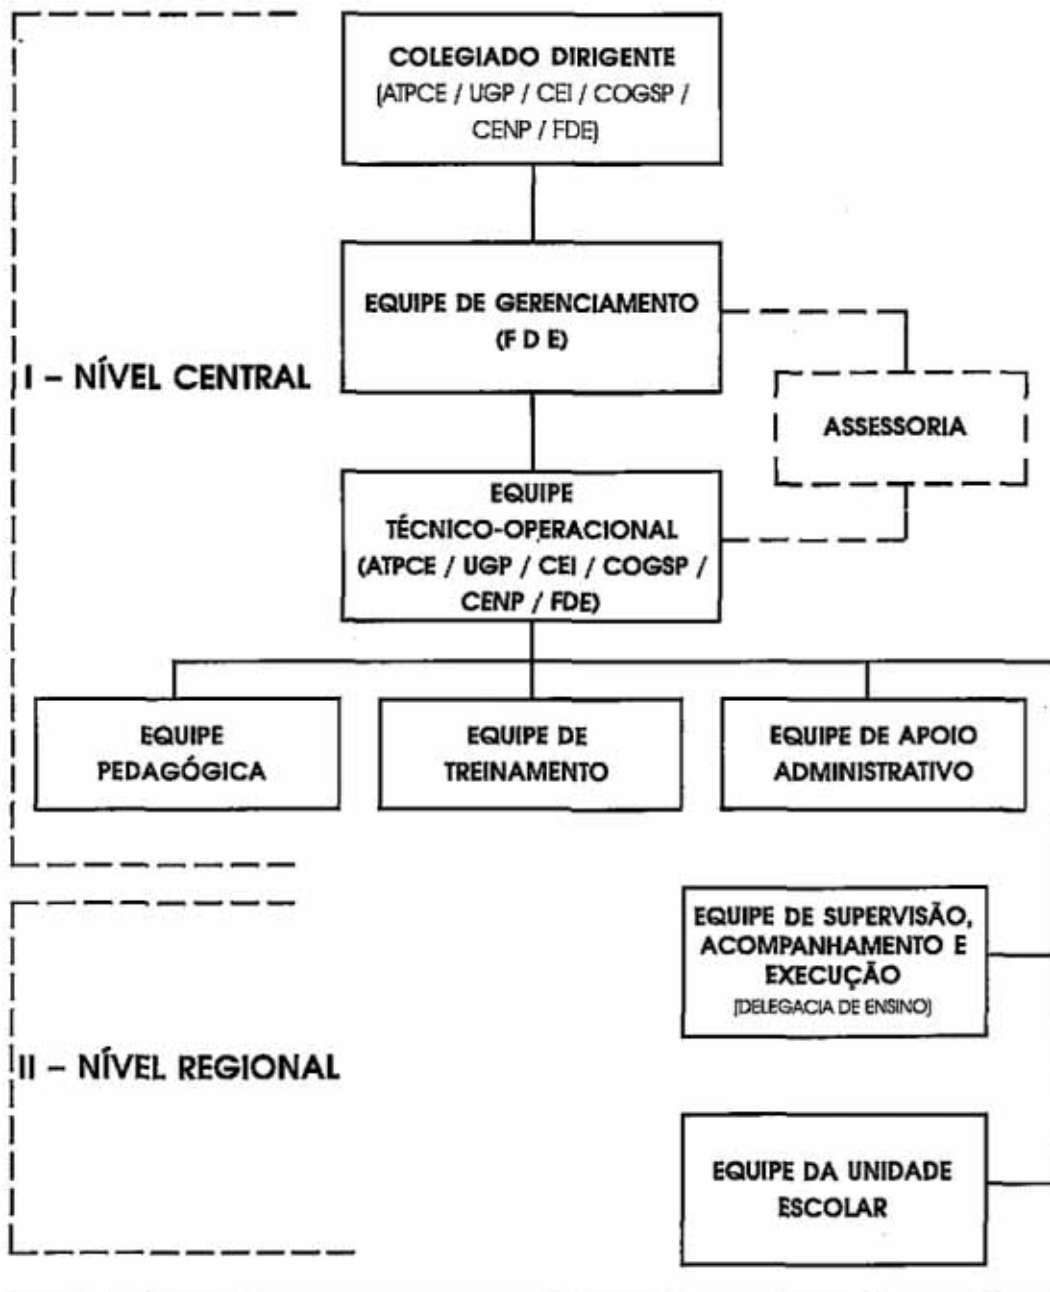 COLEGIADO DIRIGENTE
(ATPCE / UGP / CEI / COGSP /
CENP / FDE)
EQUIPE DE GERENCIAMENTO
(F D E)
I – NÍVEL CENTRAL
ASSESSORIA
EQUIPE
TÉCNICO-OPERACIONAL
(ATPCE / UGP / CEI / COGSP /
CENP / FDE)
EQUIPE
PEDAGÓGICA
EQUIPE DE
TREINAMENTO
EQUIPE DE APOIO
ADMINISTRATIVO
EQUIPE DE SUPERVISÃO,
ACOMPANHAMENTO E
EXECUÇÃO
(DELEGACIA DE ENSINO)
II – NÍVEL REGIONAL
EQUIPE DA UNIDADE
ESCOLAR